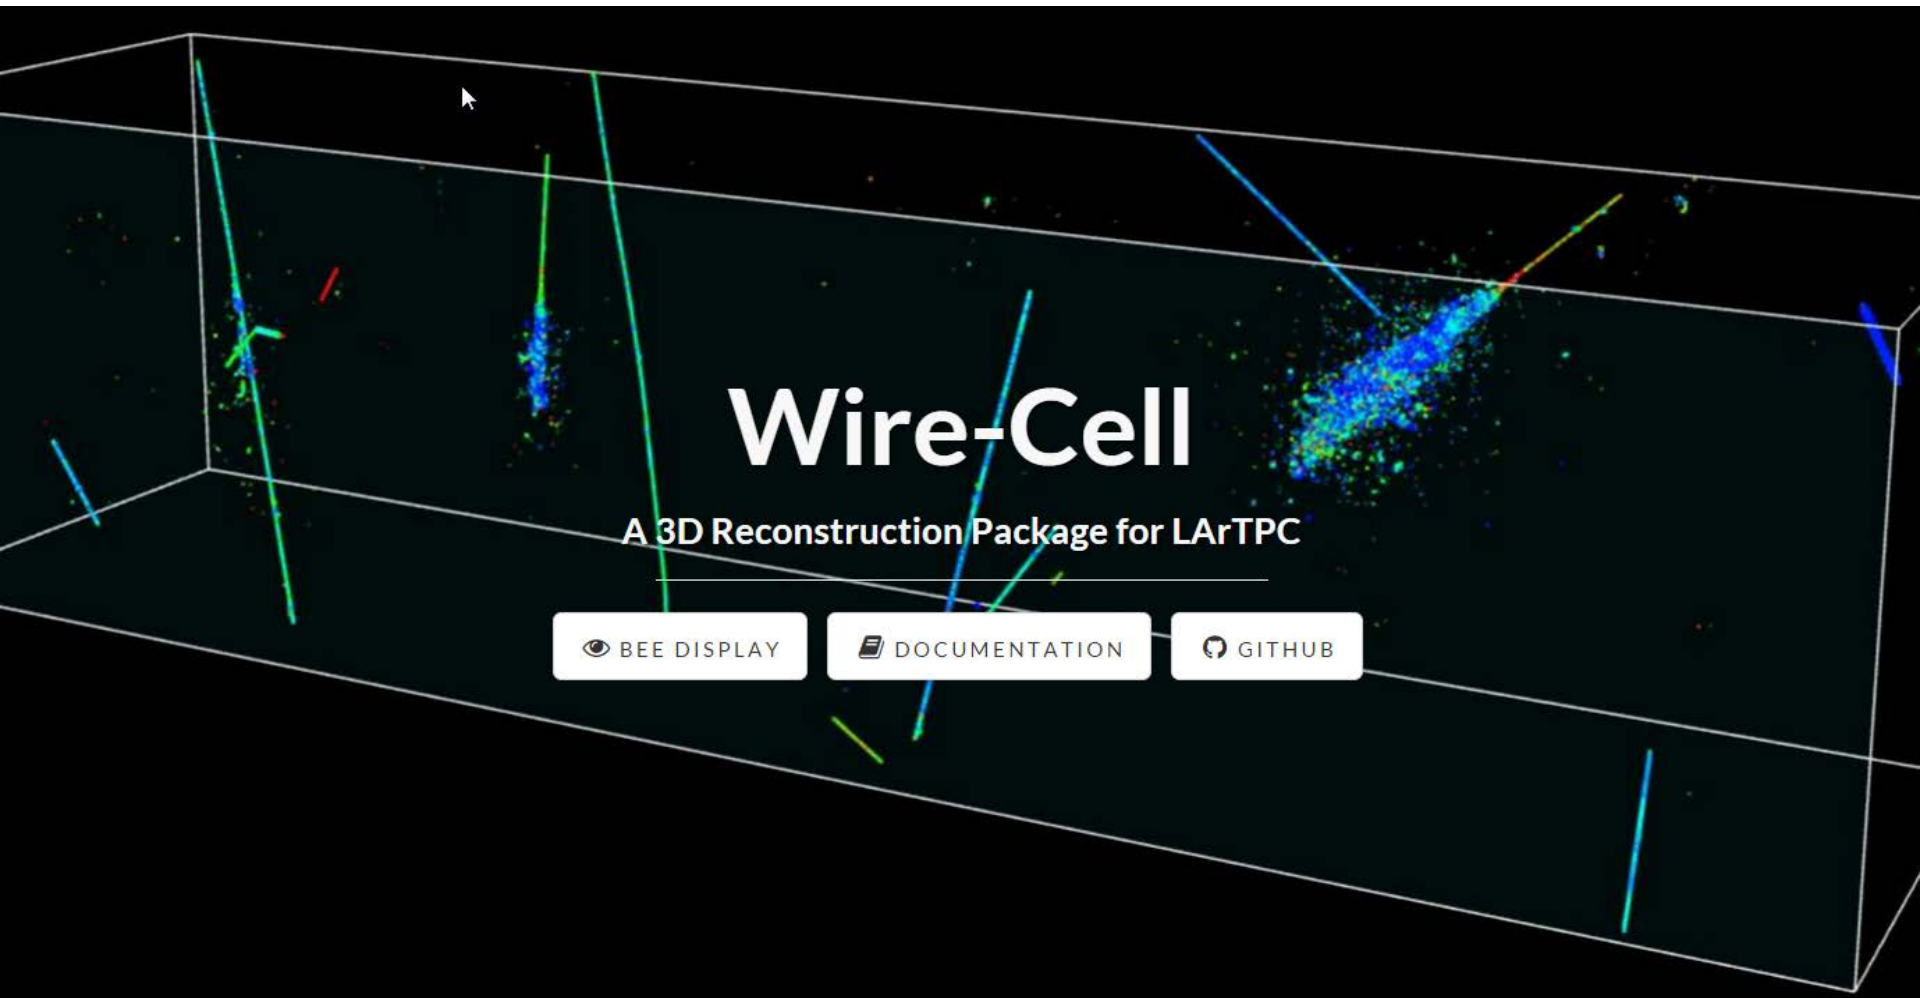 Wire-Cell
A 3D Reconstruction Package for LArTPC
BEE DISPLAY DOCUMENTATION GITHUB